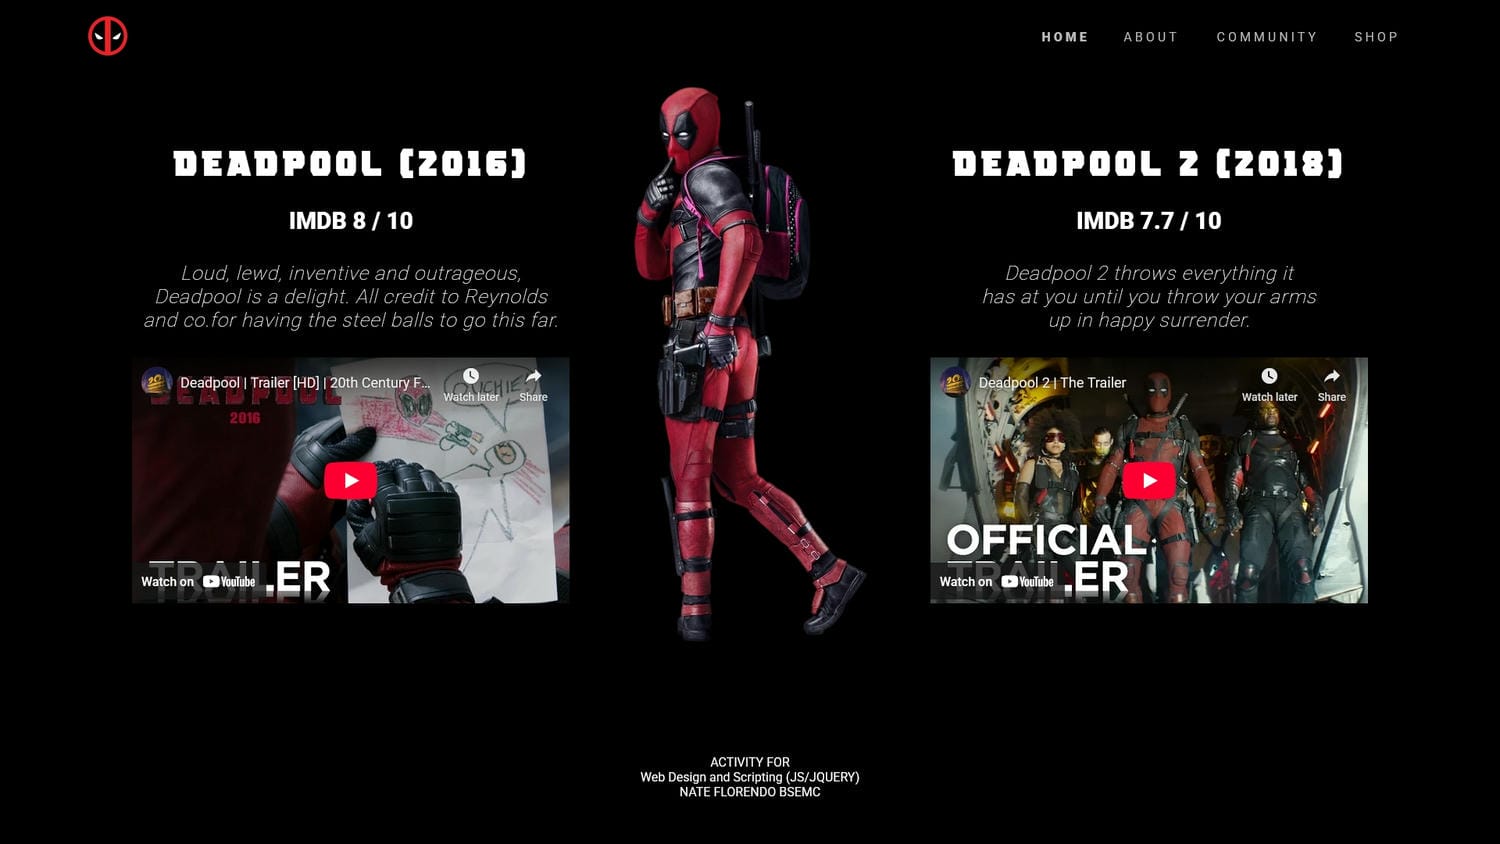 HOME ABOUT COMMUNITY SHOP
DEADPOOL (2016)
IMDB 8 / 10
Loud, lewd, inventive and outrageous,
Deadpool is a delight. All credit to Reynolds
and co.for having the steel balls to go this far.
Deadpool | Trailer [HD] | 20th Century F...
Watch later Share
DEADPOOL
2016
OUCHIE!
TRAILER
Watch on YouTube
DEADPOOL 2 (2018)
IMDB 7.7 / 10
Deadpool 2 throws everything it
has at you until you throw your arms
up in happy surrender.
Deadpool 2 | The Trailer
Watch later Share
OFFICIAL
TRAILER
Watch on YouTube
ACTIVITY FOR
Web Design and Scripting (JS/JQUERY)
NATE FLORENDO BSEMC